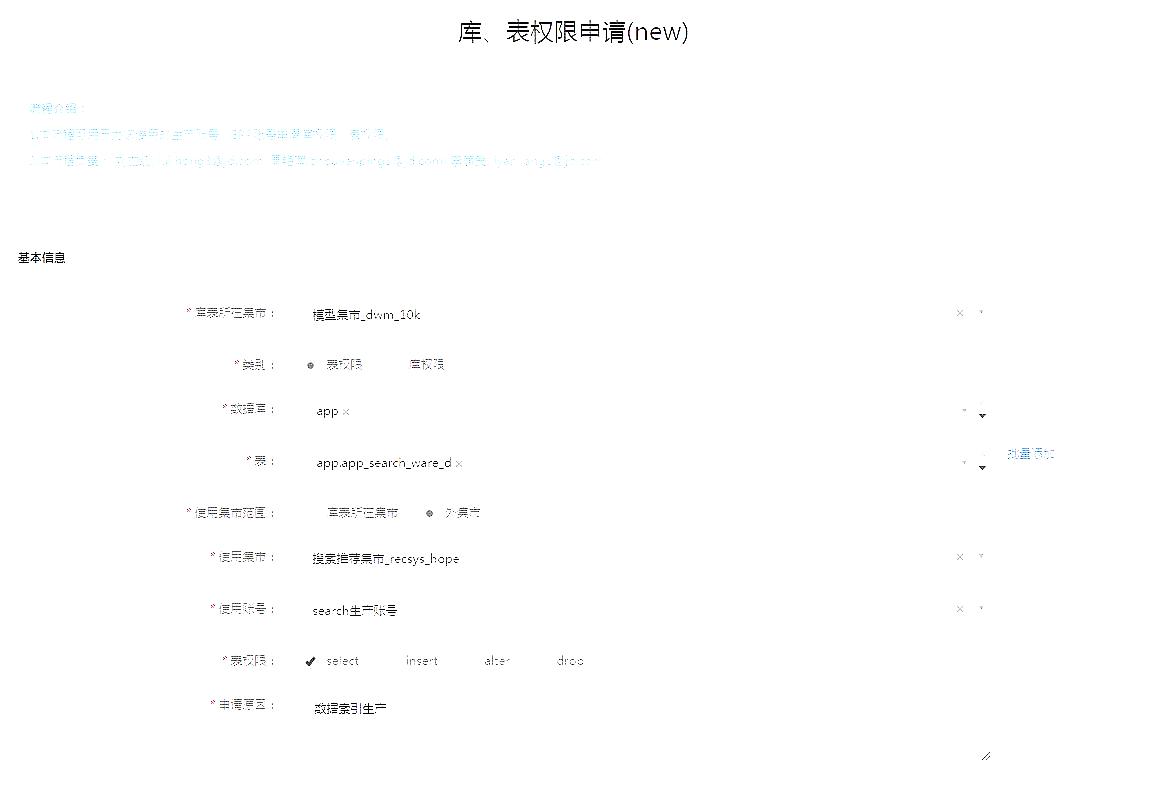 库、表权限申请(new)
流程介绍：
基本信息
* 库表所在集市： 模型集市_dwm_10k × 
* 类别： 表权限 库权限
* 数据库： app ×
* 表： app.app_search_ware_d × 批量添加
* 使用集市范围： 库表所在集市 外集市
* 使用集市： 搜索推荐集市_recsys_hope ×
* 使用账号： search生产账号 ×
* 表权限： select insert alter drop
* 申请原因： 数据索引生产